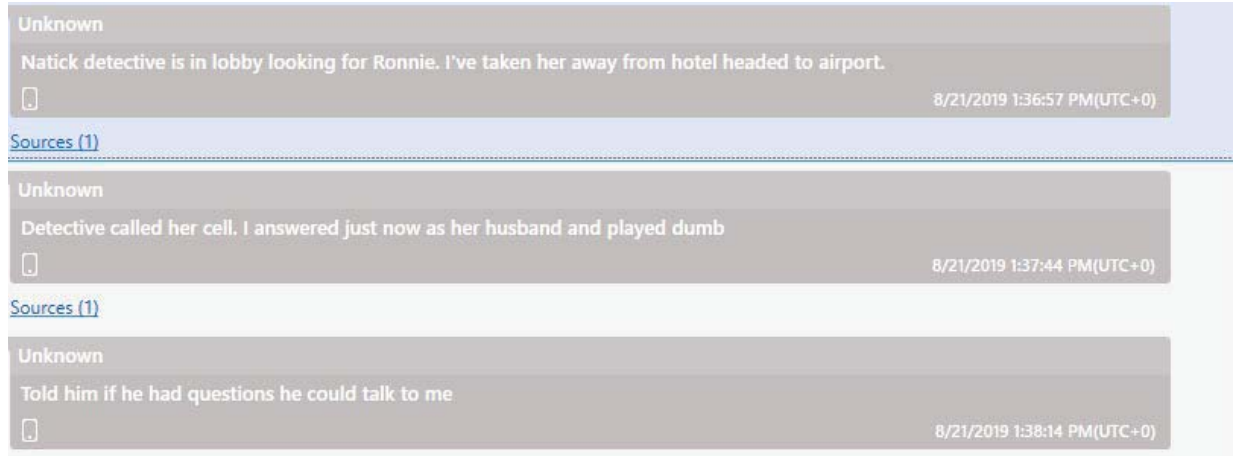 Unknown
Natick detective is in lobby looking for Ronnie. I've taken her away from hotel headed to airport.
8/21/2019 1:36:57 PM(UTC+0)
Sources (1)
Unknown
Detective called her cell. I answered just now as her husband and played dumb
8/21/2019 1:37:44 PM(UTC+0)
Sources (1)
Unknown
Told him if he had questions he could talk to me
8/21/2019 1:38:14 PM(UTC+0)